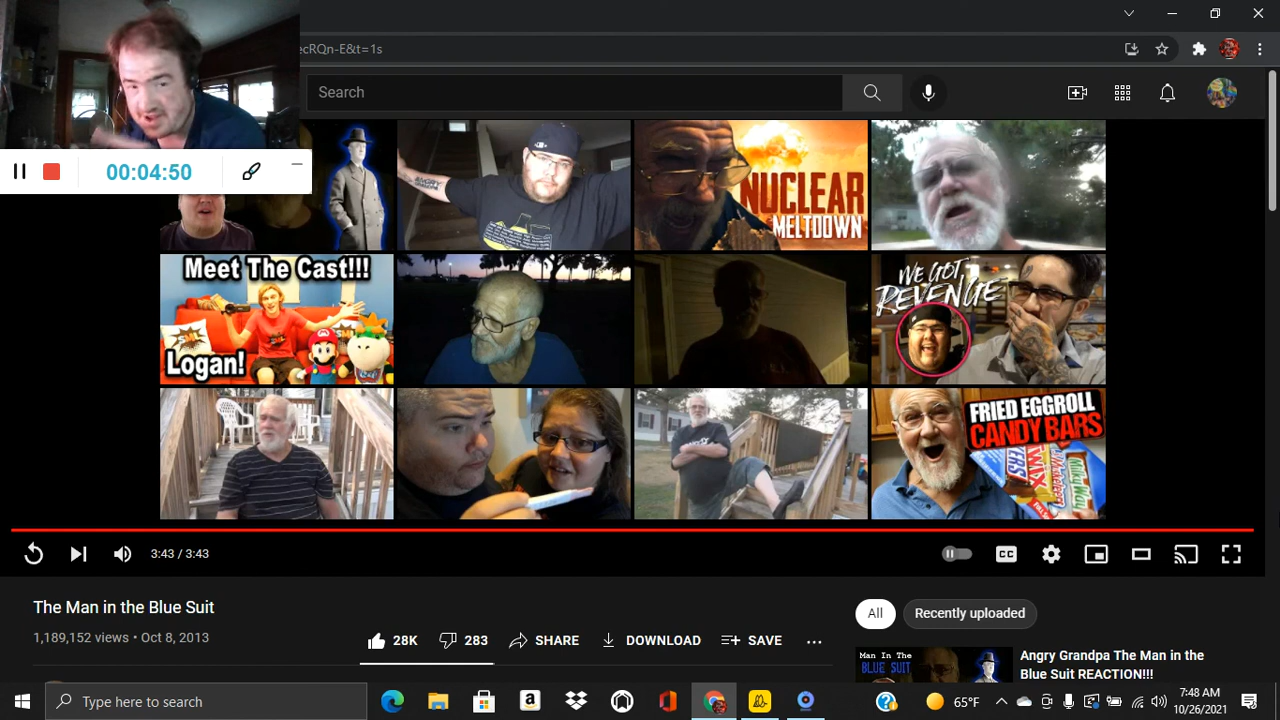 ecRQn-E&t=1s
Search
00:04:50
NUCLEAR
MELTDOWN
Meet The Cast!!!
Logan!
SML
SML
WE GOT
REVENGE
FRIED EGGROLL
CANDY BARS
3:43 / 3:43
CC
The Man in the Blue Suit
1,189,152 views • Oct 8, 2013
28K
283
SHARE
DOWNLOAD
SAVE
All
Recently uploaded
Man In The
BLUE SUIT
Angry Grandpa The Man in the
Blue Suit REACTION!!!
Type here to search
65°F
7:48 AM
10/26/2021